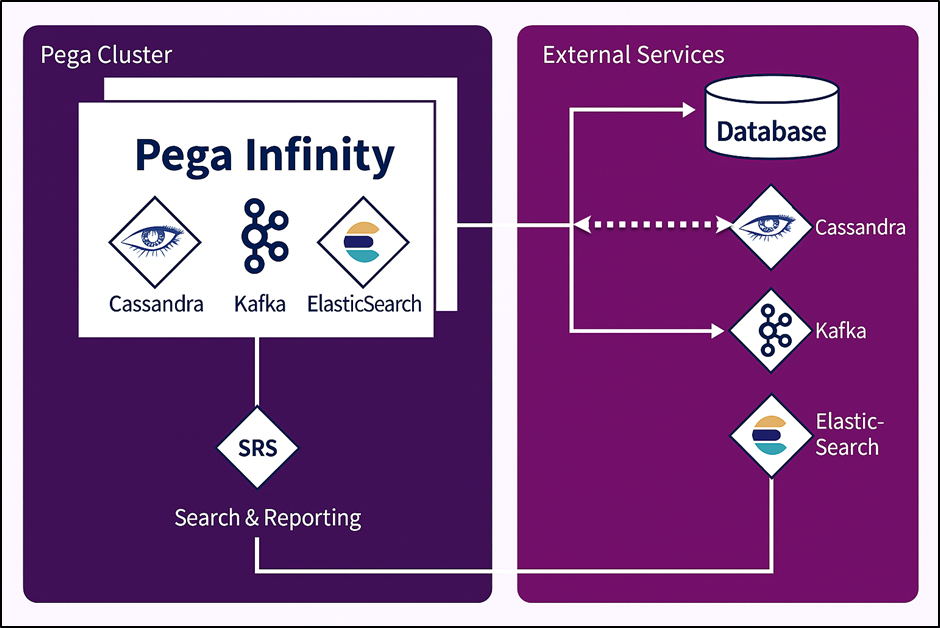 Pega Cluster
Pega Infinity
Cassandra
Kafka
ElasticSearch
SRS
Search & Reporting
External Services
Database
Cassandra
Kafka
Elastic-
Search